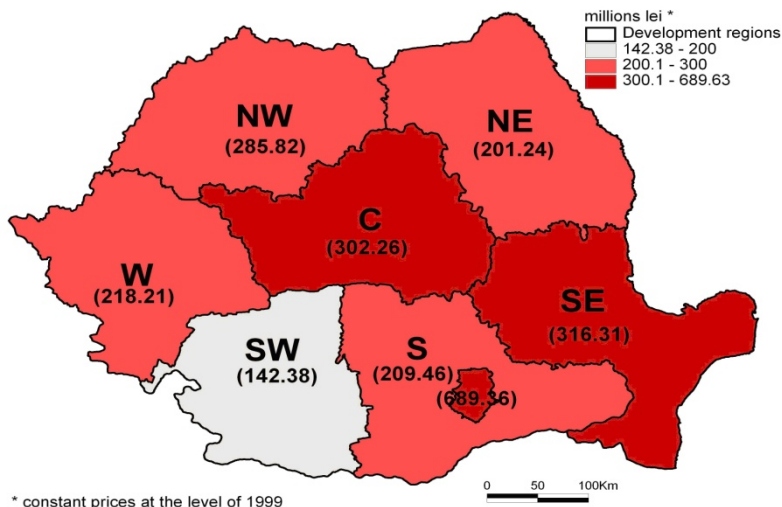 millions lei *
Development regions
142.38 - 200
200.1 - 300
300.1 - 689.63
NW
(285.82)
NE
(201.24)
C
(302.26)
W
(218.21)
SE
(316.31)
SW
(142.38)
S
(209.46)
(689.36)
0 50 100Km
* constant prices at the level of 1999